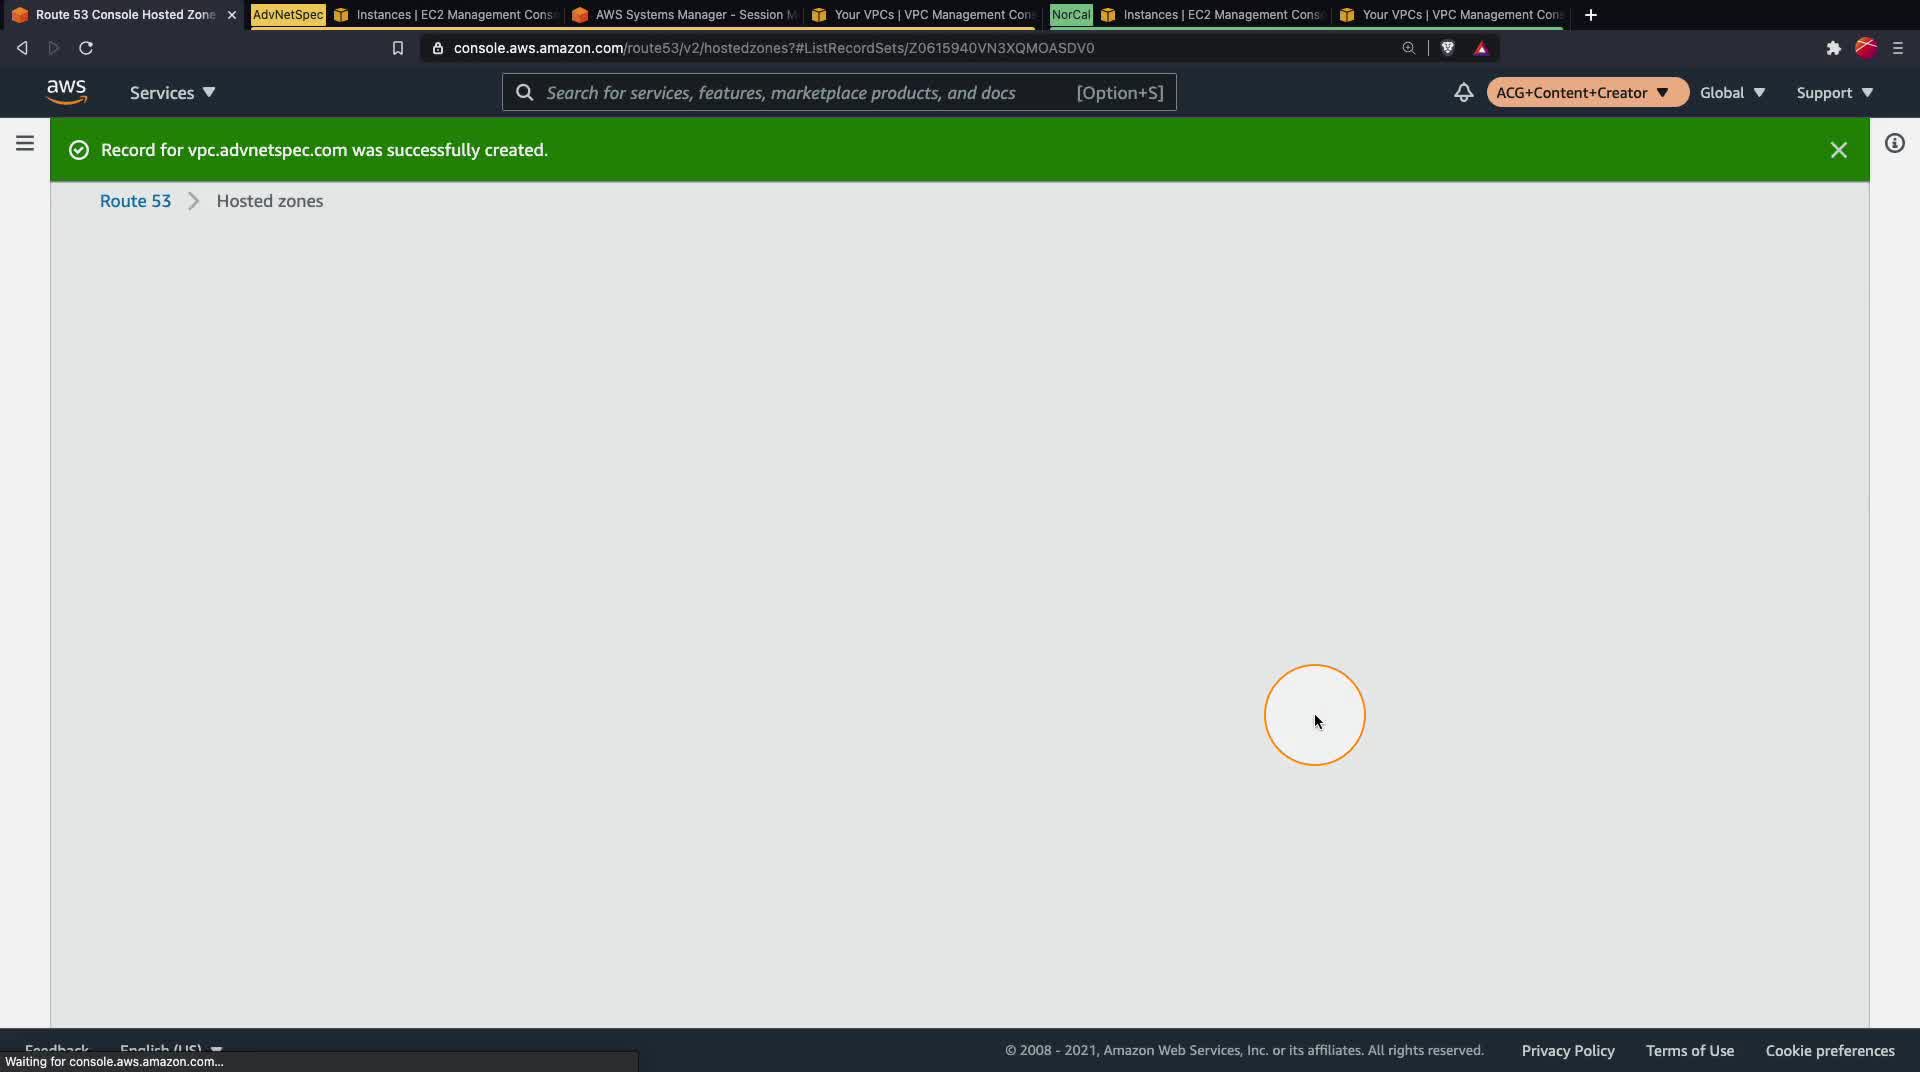 Route 53 Console Hosted Zone
AdvNetSpec
Instances | EC2 Management Cons
AWS Systems Manager - Session M
Your VPCs | VPC Management Con
NorCal
Instances | EC2 Management Conso
Your VPCs | VPC Management Cons
console.aws.amazon.com/route53/v2/hostedzones?#ListRecordSets/Z0615940VN3XQMOASDV0
aws
Services
Search for services, features, marketplace products, and docs
[Option+S]
ACG+Content+Creator
Global
Support
Record for vpc.advnetspec.com was successfully created.
Route 53
Hosted zones
Feedback
English (US)
© 2008 - 2021, Amazon Web Services, Inc. or its affiliates. All rights reserved.
Privacy Policy
Terms of Use
Cookie preferences
Waiting for console.aws.amazon.com...